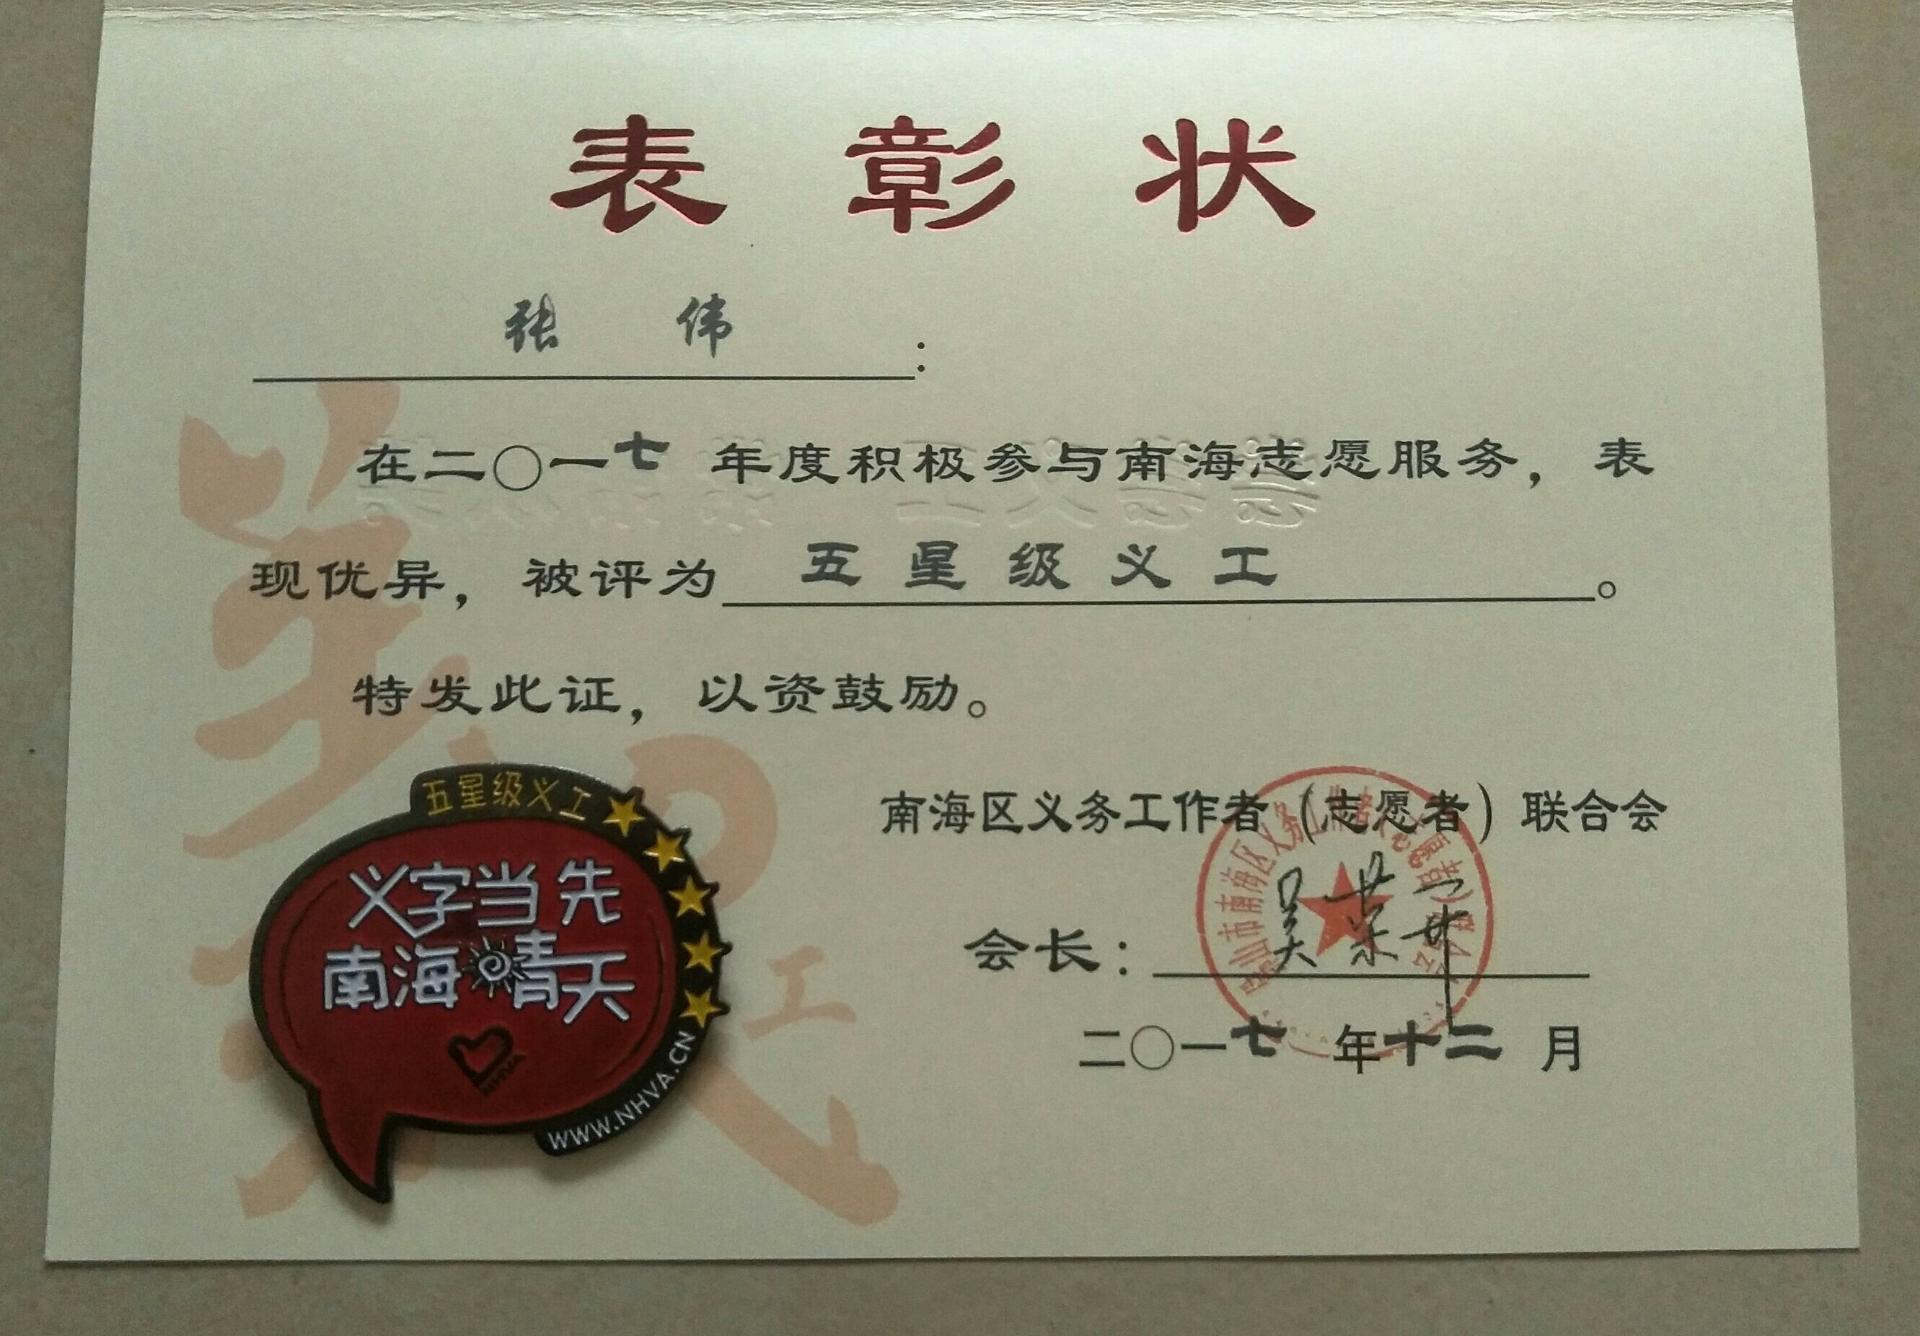 表彰状
张 伟：
在二〇一七年度积极参与南海志愿服务，表
现优异，被评为 五星级义工。
特发此证，以资鼓励。
南海区义务工作者（志愿者）联合会
会长：
二〇一七年十二月
五星级义工
义字当先
南海晴天
NHVA
WWW.NHVA.CN
工